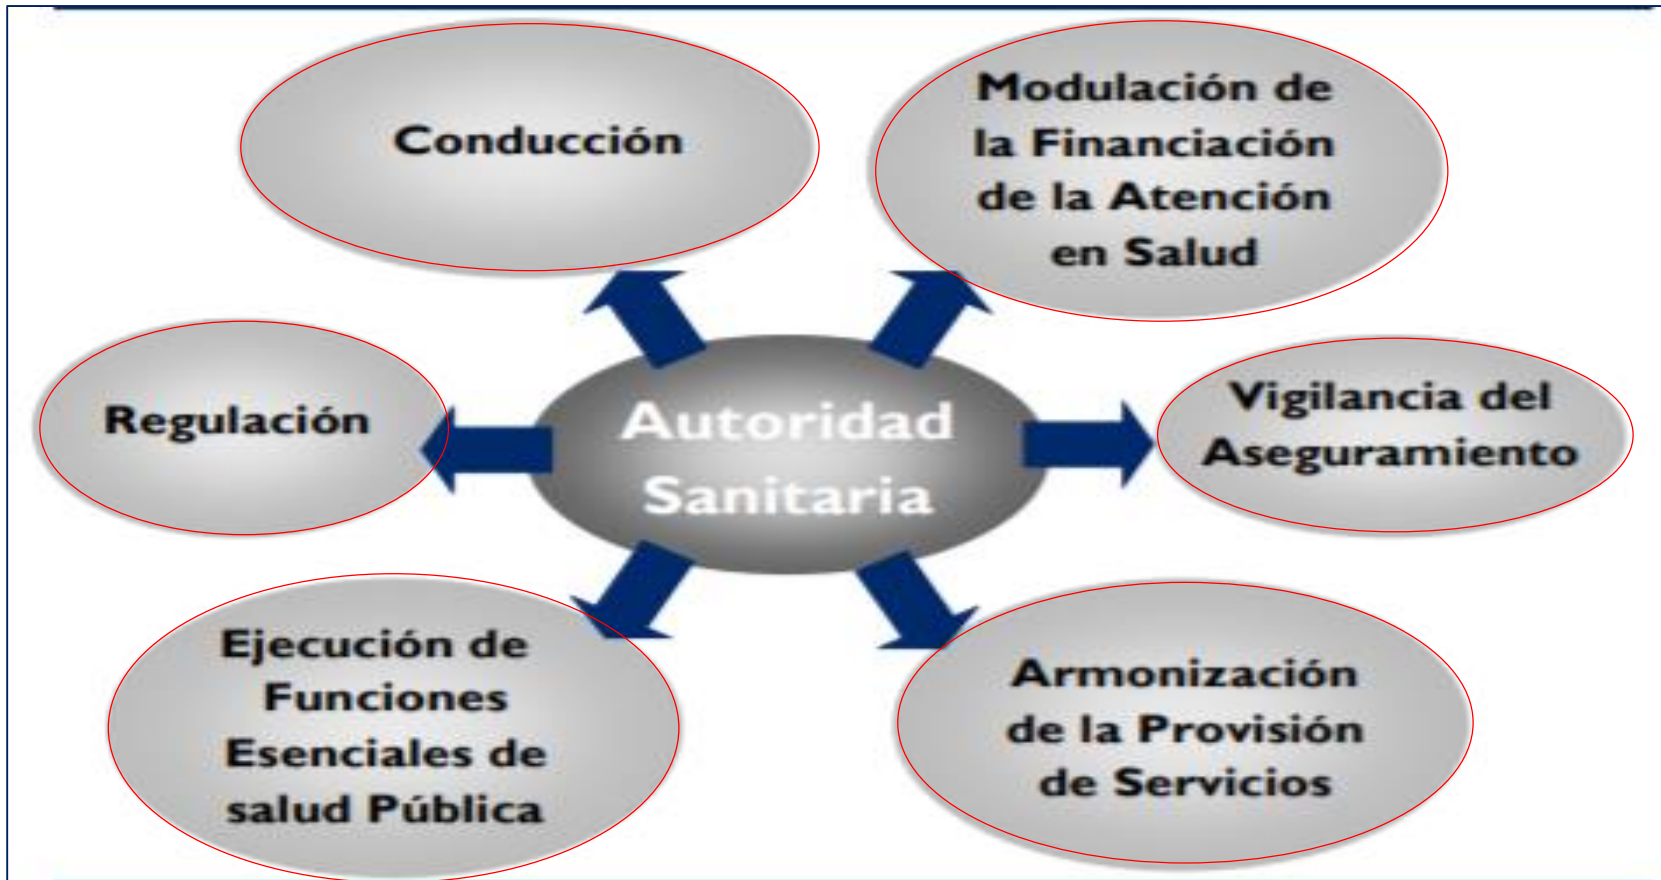 Conducción
Modulación de
la Financiación
de la Atención
en Salud
Regulación
Autoridad
Sanitaria
Vigilancia del
Aseguramiento
Ejecución de
Funciones
Esenciales de
salud Pública
Armonización
de la Provisión
de Servicios